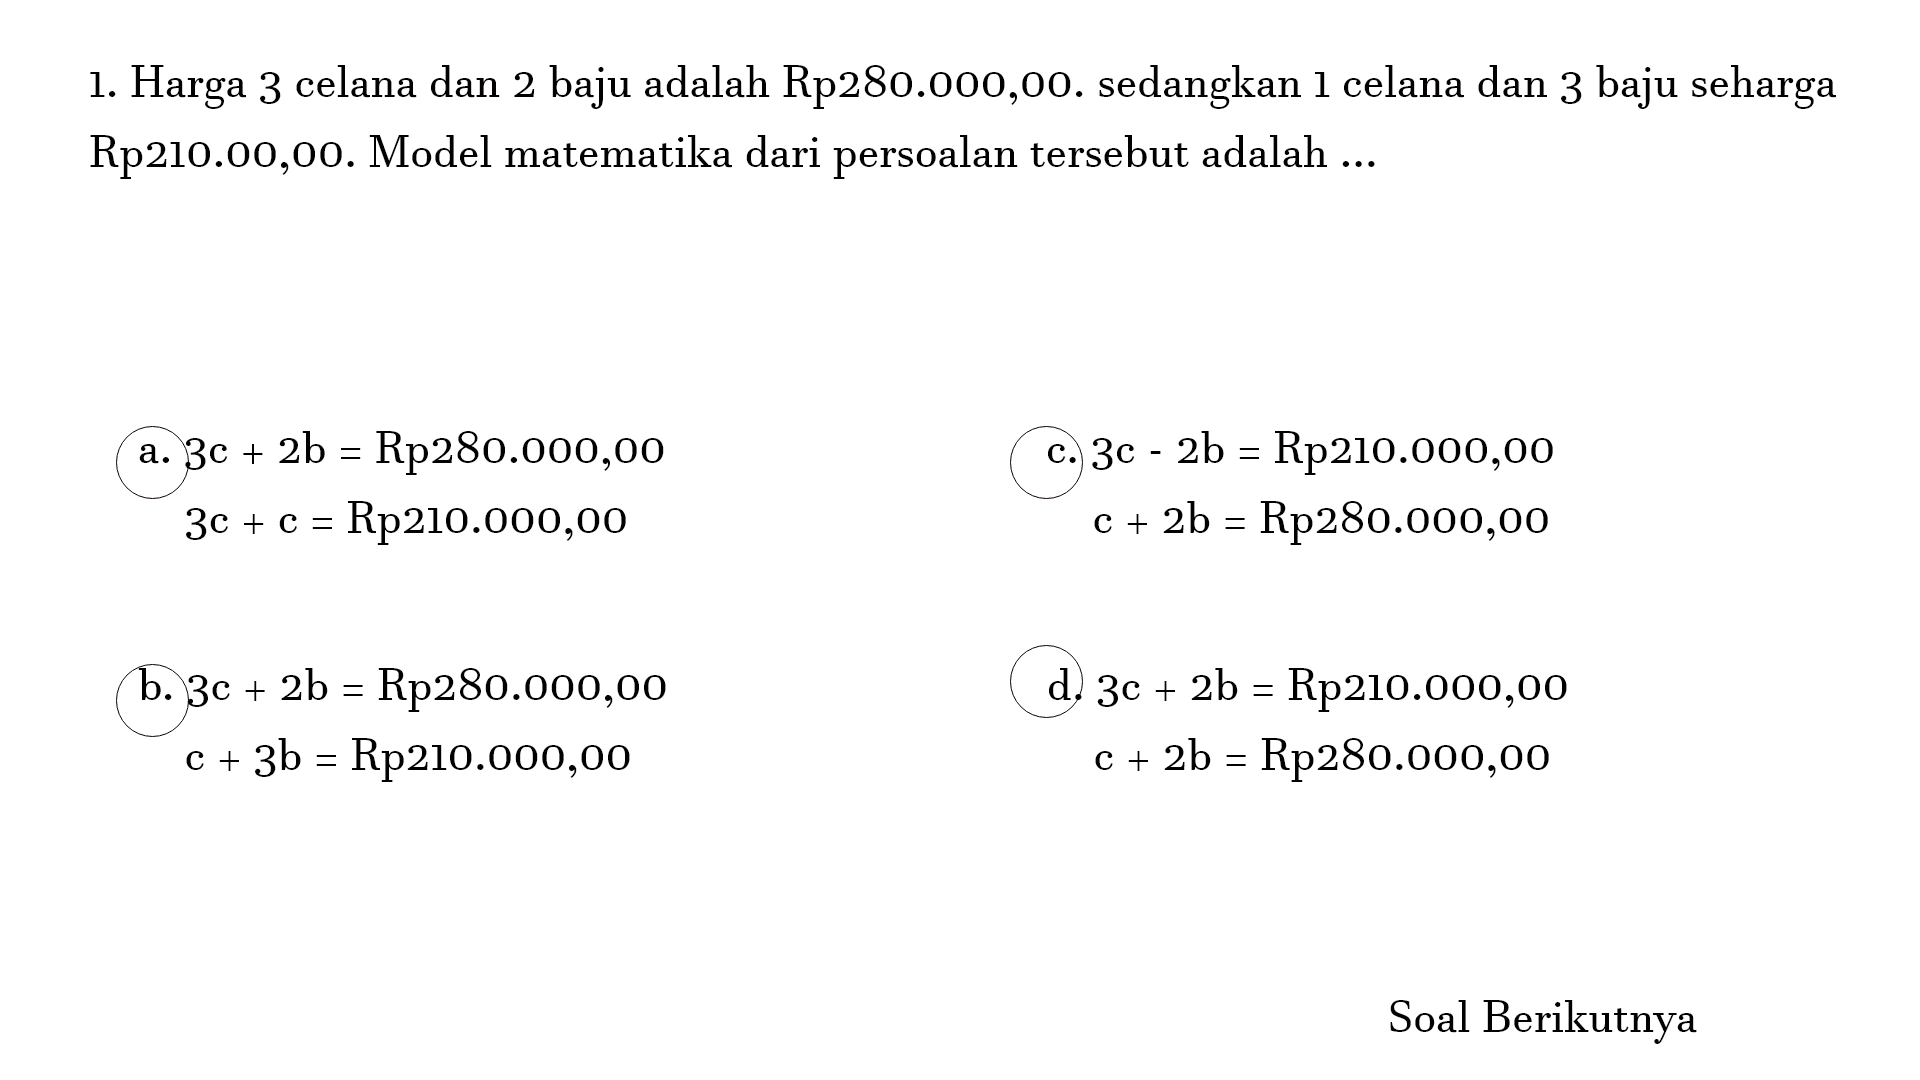 1. Harga 3 celana dan 2 baju adalah Rp280.000,00. sedangkan 1 celana dan 3 baju seharga
Rp210.00,00. Model matematika dari persoalan tersebut adalah ...
a. 3c + 2b = Rp280.000,00
3c + c = Rp210.000,00
b. 3c + 2b = Rp280.000,00
c + 3b = Rp210.000,00
c. 3c - 2b = Rp210.000,00
c + 2b = Rp280.000,00
d. 3c + 2b = Rp210.000,00
c + 2b = Rp280.000,00
Soal Berikutnya